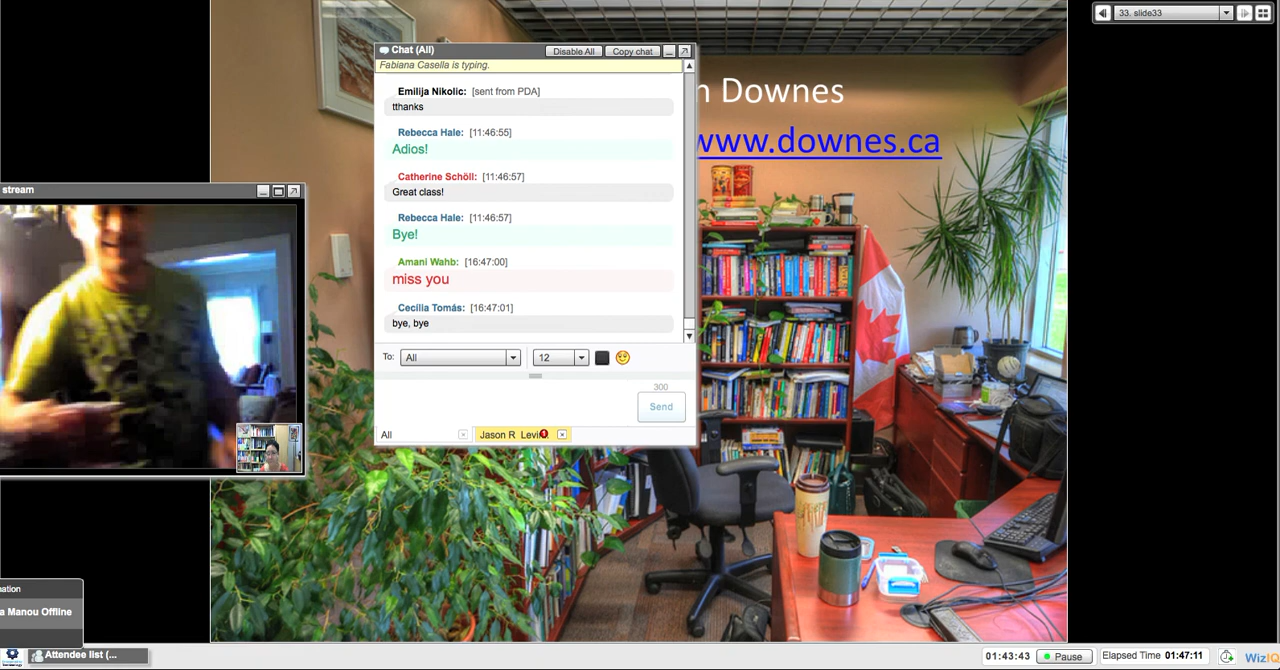 33. slide33
Chat (All)
Disable All
Copy chat
Fabiana Casella is typing.
Emilija Nikolic: [sent from PDA]
tthanks
Rebecca Hale: [11:46:55]
Adios!
Catherine Schöll: [11:46:57]
Great class!
Rebecca Hale: [11:46:57]
Bye!
Amani Wahb: [16:47:00]
miss you
Cecília Tomás: [16:47:01]
bye, bye
To: All 12
300
Send
All
Jason R Levi
n Downes
www.downes.ca
stream
ation
a Manou Offline
Attendee list (...
01:43:43
Pause
Elapsed Time 01:47:11
WizIQ